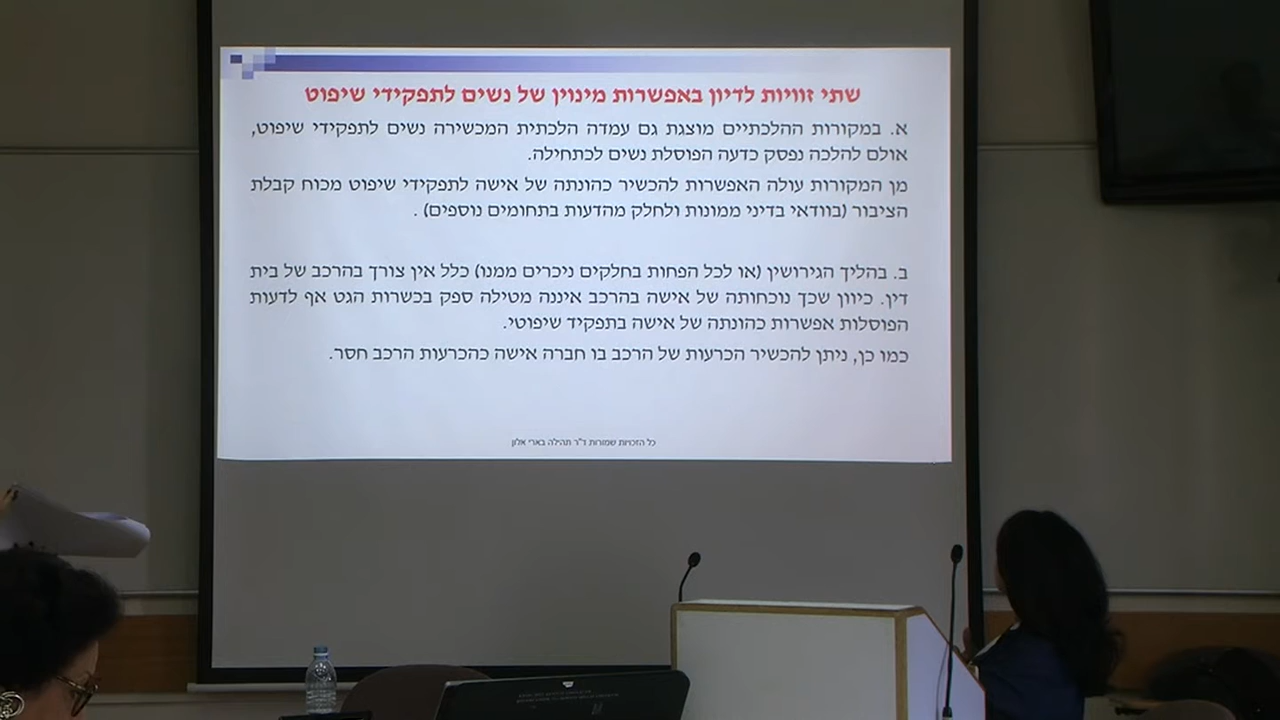 שתי זוויות לדיון באפשרות מינוין של נשים לתפקידי שיפוט
א. במקורות ההלכתיים מוצגת גם עמדה הלכתית המכשירה נשים לתפקידי שיפוט,
אולם להלכה נפסק כדעה הפוסלת נשים לכתחילה.
מן המקורות עולה האפשרות להכשיר כהונתה של אישה לתפקידי שיפוט מכוח קבלת
הציבור (בוודאי בדיני ממונות ולחלק מהדעות בתחומים נוספים) .
ב. בהליך הגירושין (או לכל הפחות בחלקים ניכרים ממנו) כלל אין צורך בהרכב של בית
דין. כיוון שכך נוכחותה של אישה בהרכב איננה מטילה ספק בכשרות הגט אף לדעות
הפוסלות אפשרות כהונתה של אישה בתפקיד שיפוטי.
כמו כן, ניתן להכשיר הכרעות של הרכב בו חברה אישה כהכרעות הרכב חסר.
כל הזכויות שמורות ד"ר תהילה בארי אלון